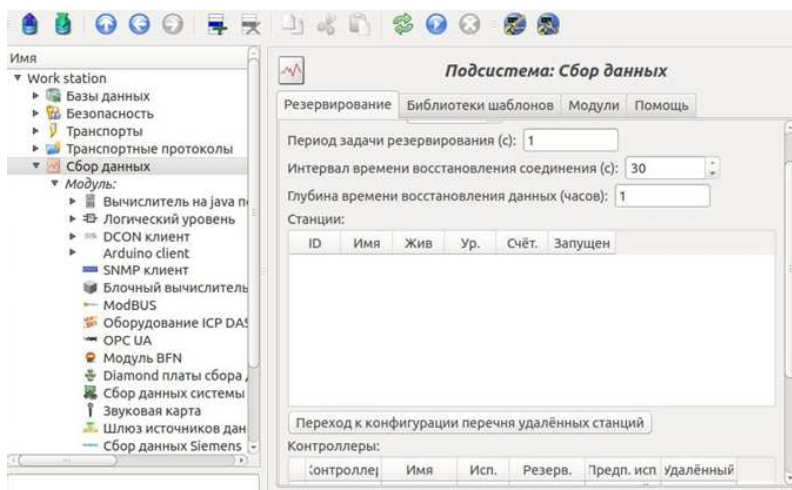 Имя
Work station
Базы данных
Безопасность
Транспорты
Транспортные протоколы
Сбор данных
Модуль:
Вычислитель на java
Логический уровень
DCON клиент
Arduino client
SNMP клиент
Блочный вычислитель
ModBUS
Оборудование ICP DAS
OPC UA
Модуль BFN
Diamond платы сбора
Сбор данных системы
Звуковая карта
Шлюз источников дан
Сбор данных Siemens
Подсистема: Сбор данных
Резервирование Библиотеки шаблонов Модули Помощь
Период задачи резервирования (с): 1
Интервал времени восстановления соединения (с): 30
Глубина времени восстановления данных (часов): 1
Станции:
ID Имя Жив Ур. Счёт. Запущен
Переход к конфигурации перечня удалённых станций
Контроллеры:
Имя Исп. Резерв. Предп. исп Удалённый